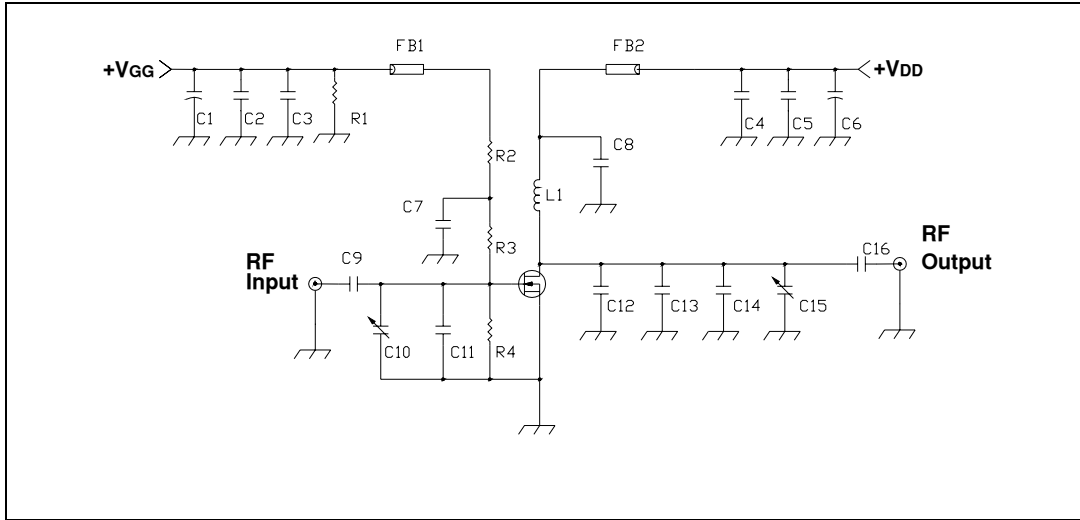 FB1
FB2
+VGG
+VDD
C1
C2
C3
R1
C4
C5
C6
R2
C8
L1
C7
R3
RF
Input
C9
C16
RF
Output
C10
C11
R4
C12
C13
C14
C15